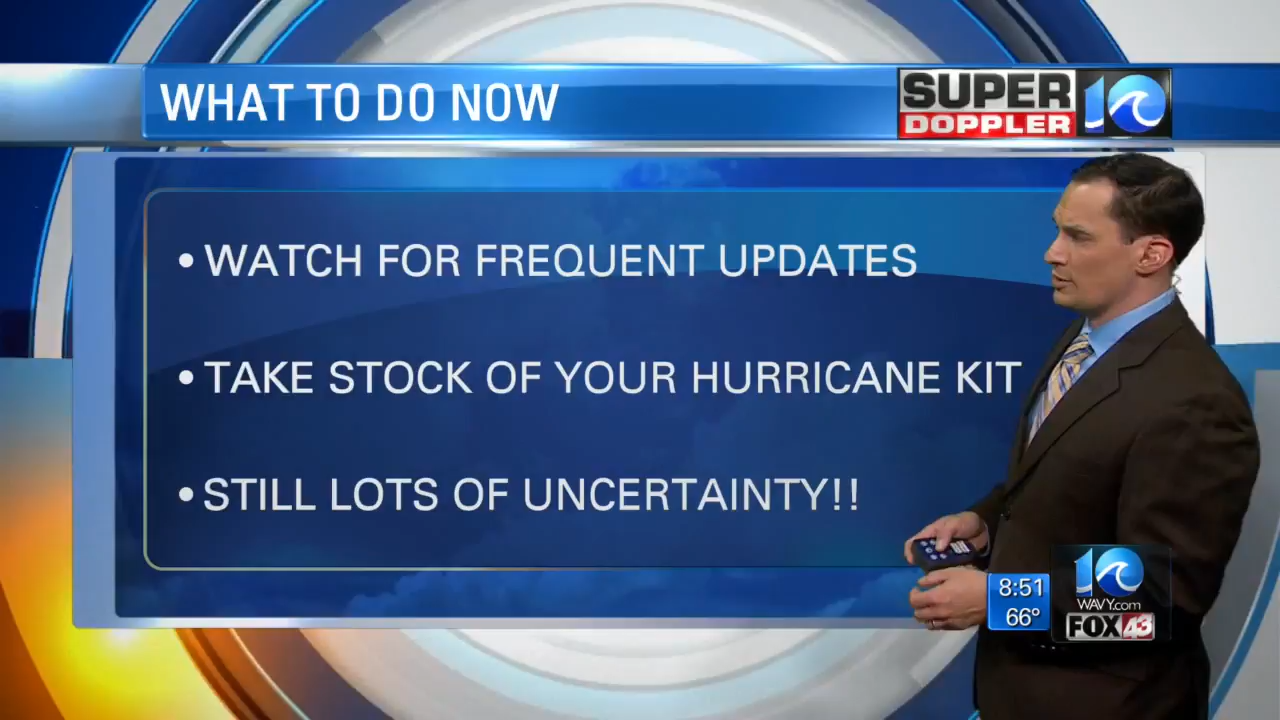 WHAT TO DO NOW
SUPER
DOPPLER
10
• WATCH FOR FREQUENT UPDATES
• TAKE STOCK OF YOUR HURRICANE KIT
• STILL LOTS OF UNCERTAINTY!!
8:51
66°
10
WAVY.com
FOX 43